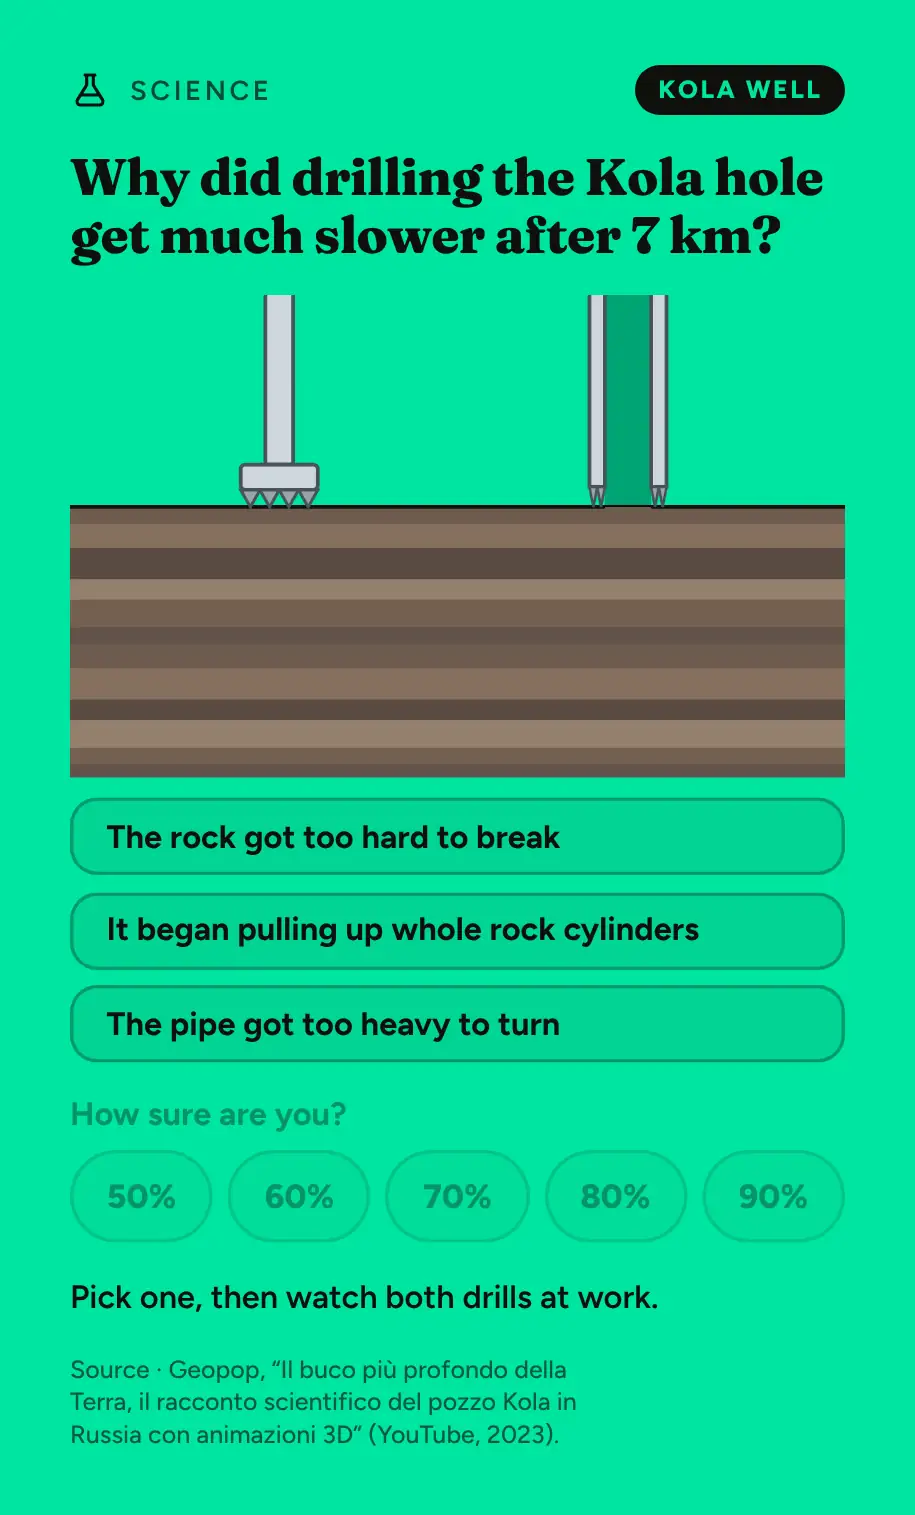 SCIENCE
KOLA WELL
Why did drilling the Kola hole
get much slower after 7 km?
The rock got too hard to break
It began pulling up whole rock cylinders
The pipe got too heavy to turn
How sure are you?
50% 60% 70% 80% 90%
Pick one, then watch both drills at work.
Source · Geopop, “Il buco più profondo della
Terra, il racconto scientifico del pozzo Kola in
Russia con animazioni 3D” (YouTube, 2023).